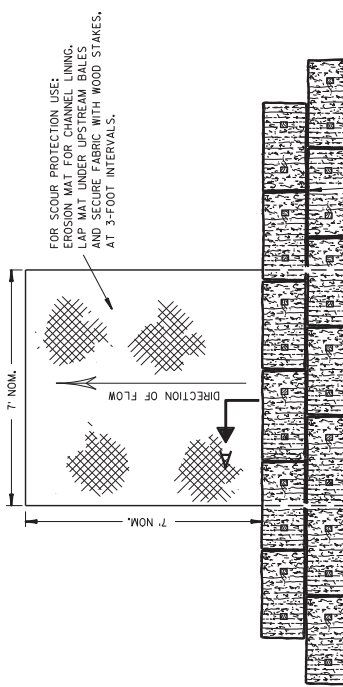 FOR SCOUR PROTECTION USE:
EROSION MAT FOR CHANNEL LINING.
LAP MAT UNDER UPSTREAM BALES
AND SECURE FABRIC WITH WOOD STAKES,
AT 3-FOOT INTERVALS.
7' NOM.
DIRECTION OF FLOW
A
7' NOM.